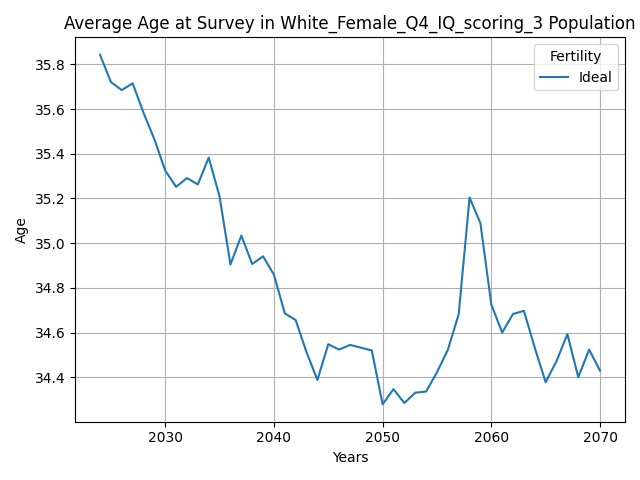 Average Age at Survey in White_Female_Q4_IQ_scoring_3 Population
Fertility
Ideal
35.8
35.6
35.4
35.2
35.0
34.8
34.6
34.4
Age
2030
2040
2050
2060
2070
Years